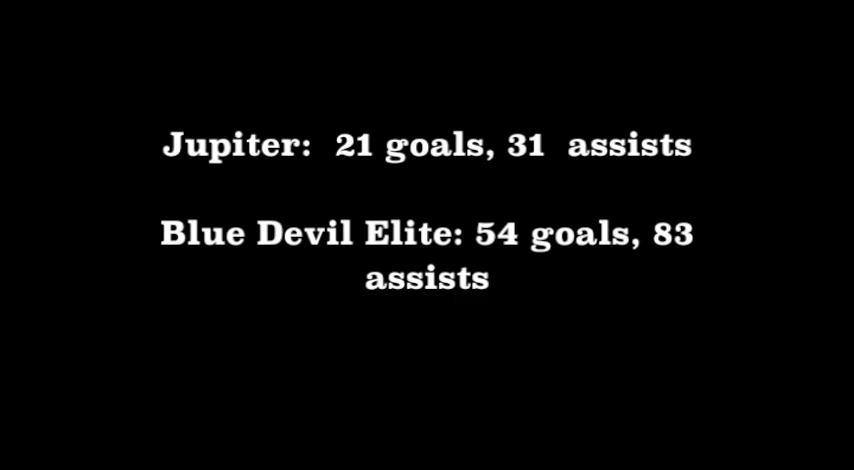 Jupiter:  21 goals, 31  assists
Blue Devil Elite: 54 goals, 83
assists